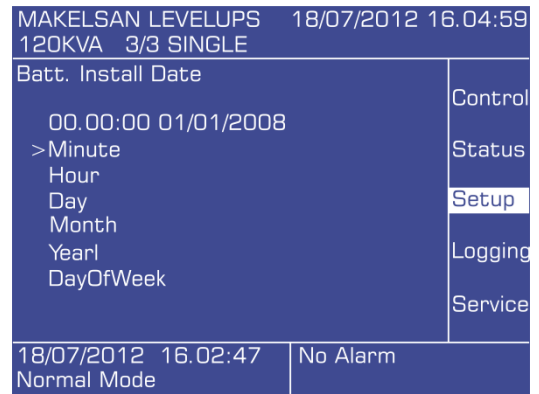 MAKELSAN LEVELUPS 18/07/2012 16.04:59
120KVA 3/3 SINGLE
Batt. Install Date
00.00:00 01/01/2008
>Minute
Hour
Day
Month
Yearl
DayOfWeek
Control
Status
Setup
Logging
Service
18/07/2012 16.02:47
Normal Mode
No Alarm